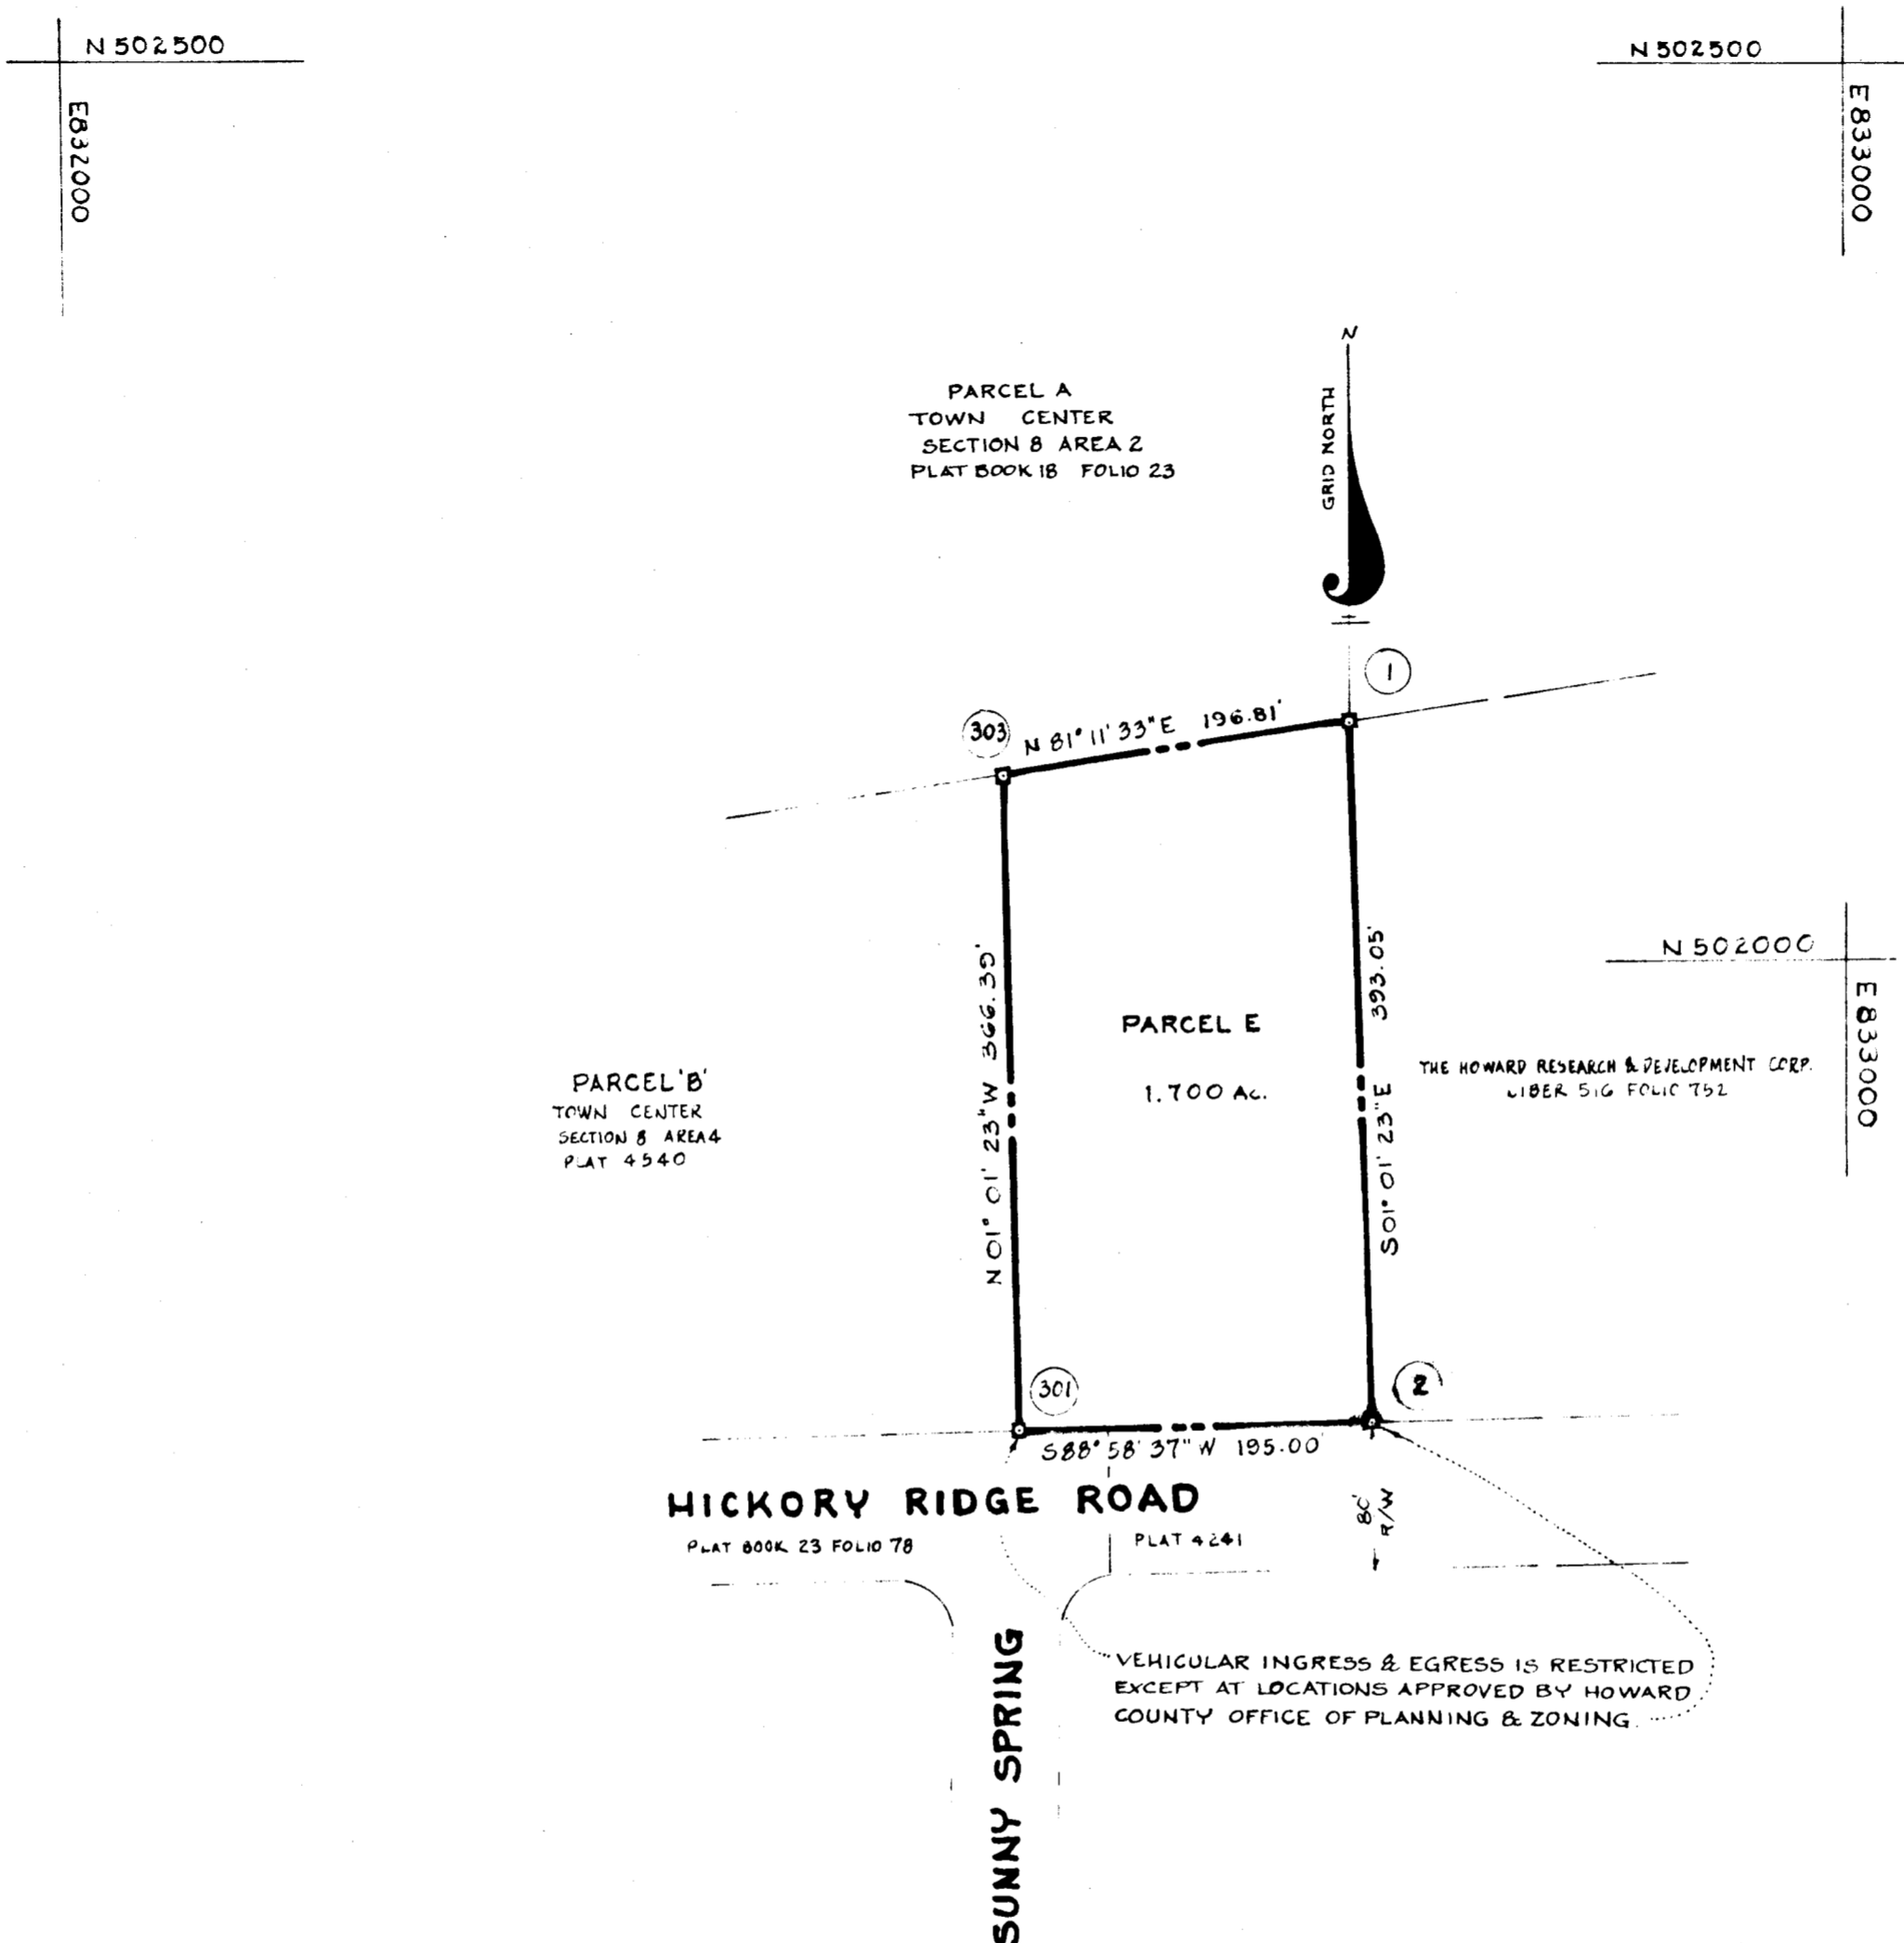 N 502500
N 502500
E832000
E833000
N
GRID NORTH
PARCEL A
TOWN CENTER
SECTION 8 AREA 2
PLAT BOOK 18 FOLIO 23
1
303
N 81° 11' 33" E 196.81'
N 01° 01' 23" W 366.39'
393.05'
S 01° 01' 23" E
N 502000
E 833000
PARCEL E
1.700 AC.
THE HOWARD RESEARCH & DEVELOPMENT CORP.
LIBER 516 FOLIO 752
PARCEL 'B'
TOWN CENTER
SECTION 8 AREA 4
PLAT 4540
301
2
S88° 58' 37" W 195.00'
HICKORY RIDGE ROAD
PLAT BOOK 23 FOLIO 78
PLAT 4241
80'
R/W
SUNNY SPRING
VEHICULAR INGRESS & EGRESS IS RESTRICTED
EXCEPT AT LOCATIONS APPROVED BY HOWARD
COUNTY OFFICE OF PLANNING & ZONING.